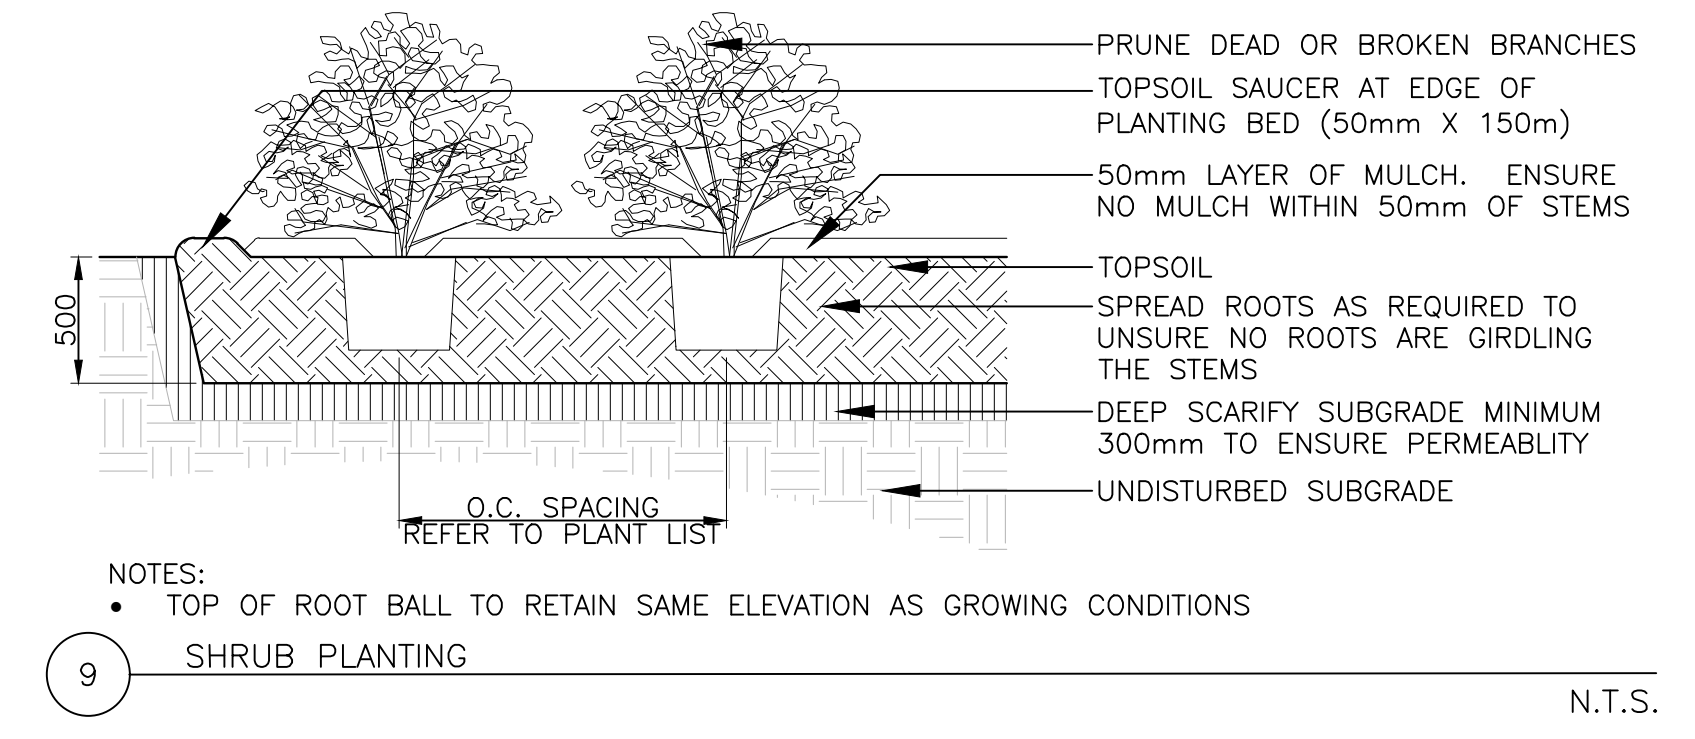 PRUNE DEAD OR BROKEN BRANCHES
TOPSOIL SAUCER AT EDGE OF
PLANTING BED (50mm X 150m)
50mm LAYER OF MULCH. ENSURE
NO MULCH WITHIN 50mm OF STEMS
TOPSOIL
SPREAD ROOTS AS REQUIRED TO
UNSURE NO ROOTS ARE GIRDLING
THE STEMS
DEEP SCARIFY SUBGRADE MINIMUM
300mm TO ENSURE PERMEABLITY
UNDISTURBED SUBGRADE
500
O.C. SPACING
REFER TO PLANT LIST
NOTES:
• TOP OF ROOT BALL TO RETAIN SAME ELEVATION AS GROWING CONDITIONS
9
SHRUB PLANTING
N.T.S.